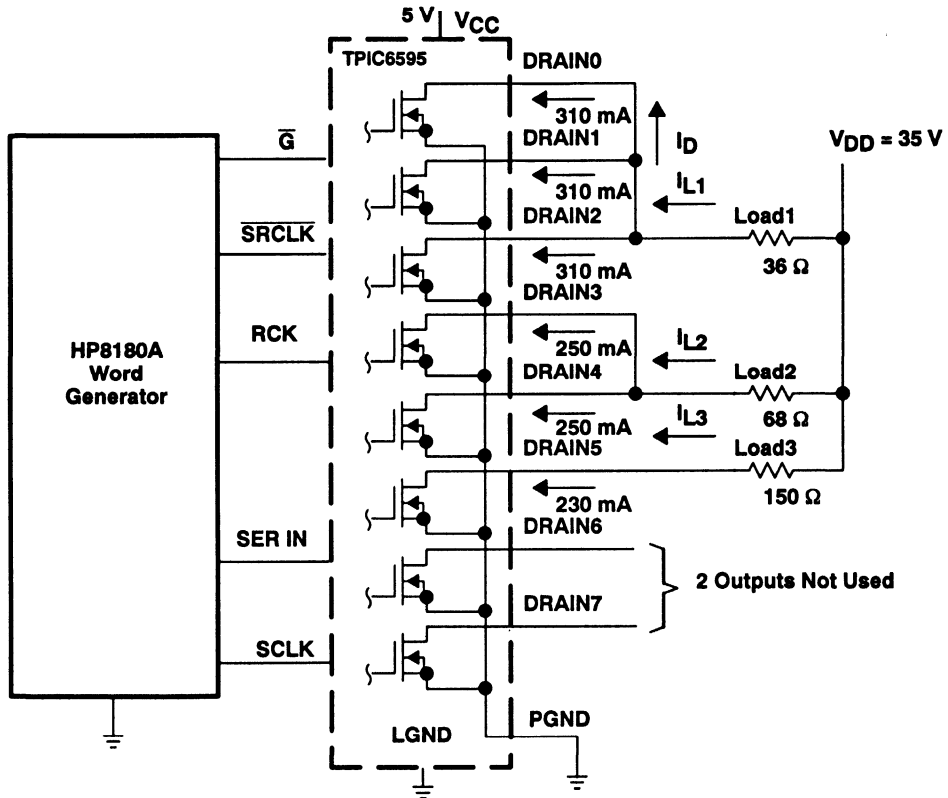 5 V
VCC
TPIC6595
DRAIN0
310 mA
DRAIN1
G
ID
VDD = 35 V
310 mA
IL1
DRAIN2
SRCLK
Load1
310 mA
36 Ω
DRAIN3
RCK
HP8180A
Word
Generator
250 mA
IL2
DRAIN4
Load2
250 mA
IL3
68 Ω
DRAIN5
Load3
230 mA
150 Ω
DRAIN6
SER IN
2 Outputs Not Used
DRAIN7
SCLK
LGND
PGND